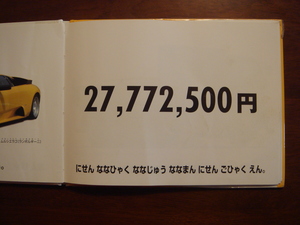 27,772,500円
にせん ななひゃく ななじゅう ななまん にせん ごひゃく えん。